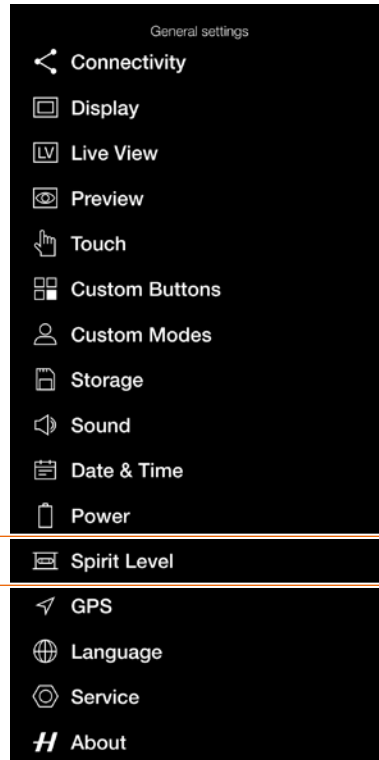 General settings
Connectivity
Display
LV Live View
Preview
Touch
Custom Buttons
Custom Modes
Storage
Sound
Date & Time
Power
Spirit Level
GPS
Language
Service
H About